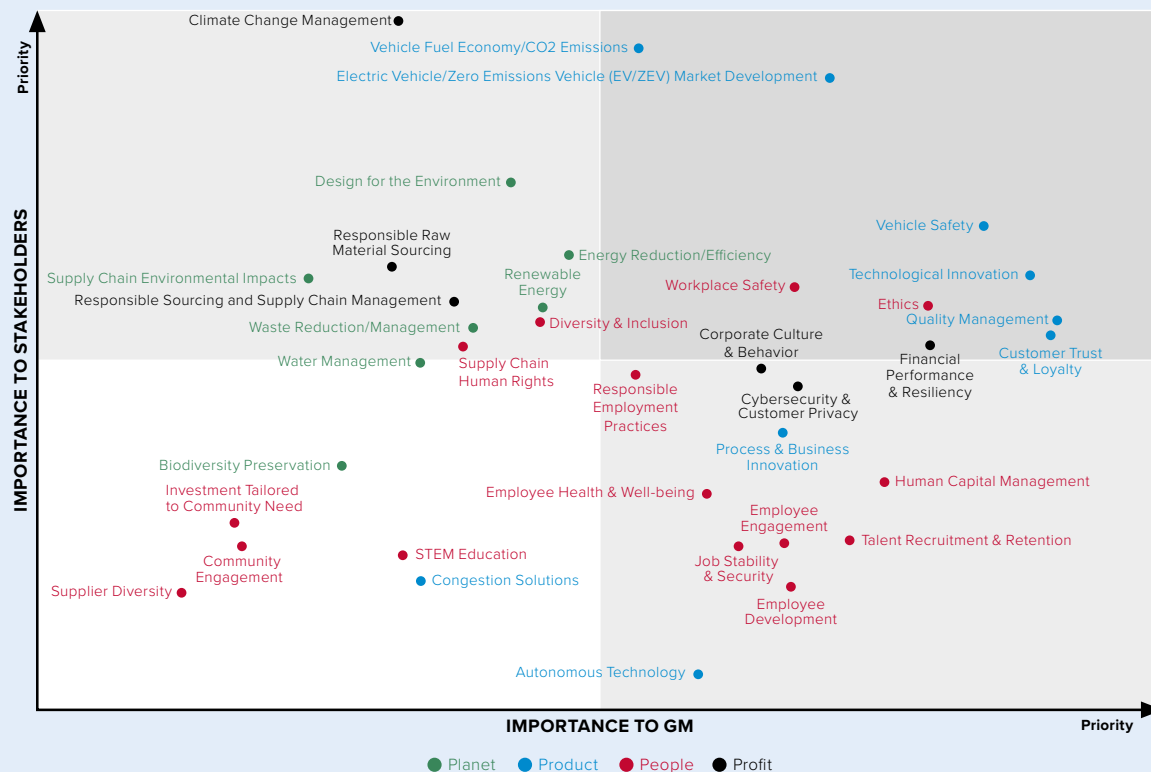 Climate Change Management
Vehicle Fuel Economy/CO2 Emissions
Electric Vehicle/Zero Emissions Vehicle (EV/ZEV) Market Development
Priority
Design for the Environment
Vehicle Safety
Responsible Raw
Material Sourcing
Energy Reduction/Efficiency
Supply Chain Environmental Impacts
Renewable
Energy
Technological Innovation
Workplace Safety
Responsible Sourcing and Supply Chain Management
Ethics
Quality Management
Waste Reduction/Management
Diversity & Inclusion
Corporate Culture
& Behavior
Customer Trust
& Loyalty
Water Management
Supply Chain
Human Rights
Financial
Performance
& Resiliency
Responsible
Employment
Practices
Cybersecurity &
Customer Privacy
Process & Business
Innovation
Biodiversity Preservation
Human Capital Management
Investment Tailored
to Community Need
Employee Health & Well-being
Employee
Engagement
Talent Recruitment & Retention
STEM Education
Community
Engagement
Job Stability
& Security
Congestion Solutions
Supplier Diversity
Employee
Development
Autonomous Technology
IMPORTANCE TO STAKEHOLDERS
IMPORTANCE TO GM
Priority
Planet
Product
People
Profit